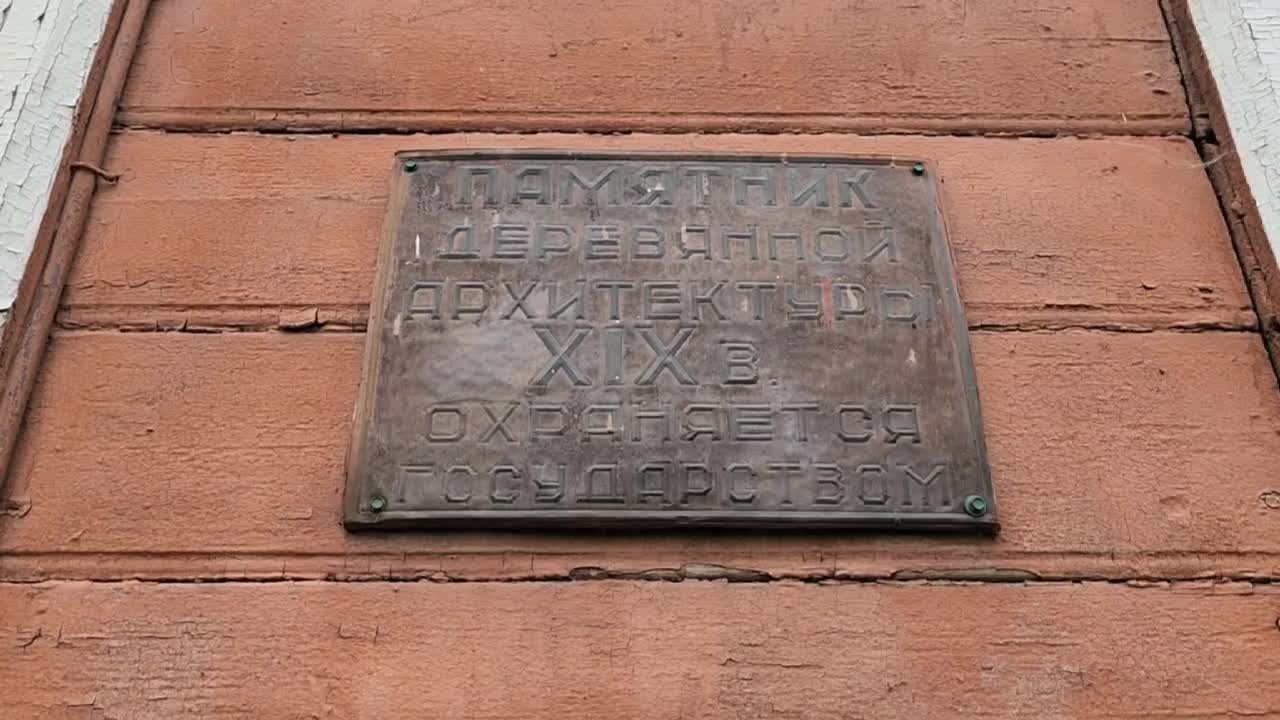 ПАМЯТНИК
ДЕРЕВЯННОЙ
АРХИТЕКТУРЫ
XIX в.
ОХРАНЯЕТСЯ
ГОСУДАРСТВОМ